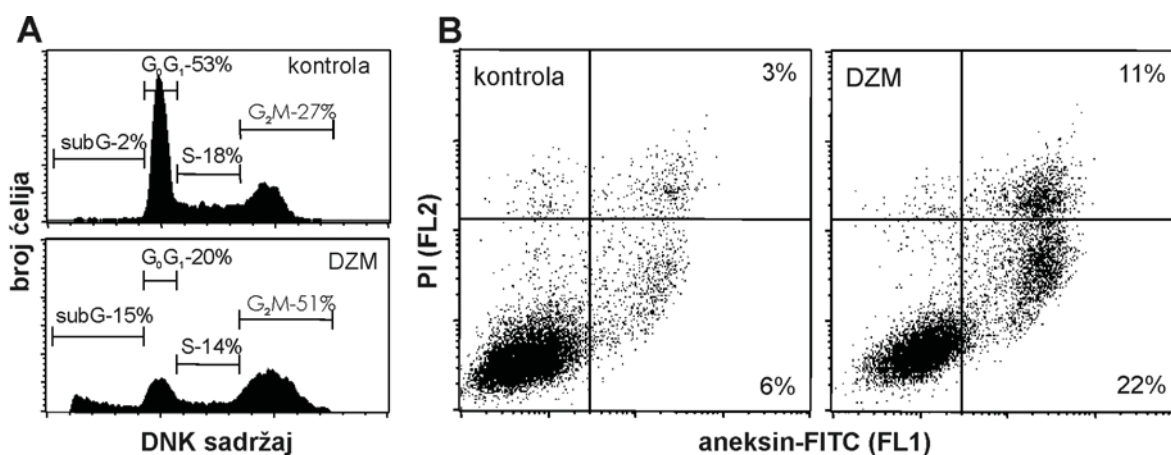 A
G₀G₁-53%
kontrola
G₂M-27%
subG-2%
S-18%
G₀G₁-20%
DZM
G₂M-51%
subG-15%
S-14%
broj ćelija
DNK sadržaj
B
kontrola
3%
6%
DZM
11%
22%
PI (FL2)
aneksin-FITC (FL1)